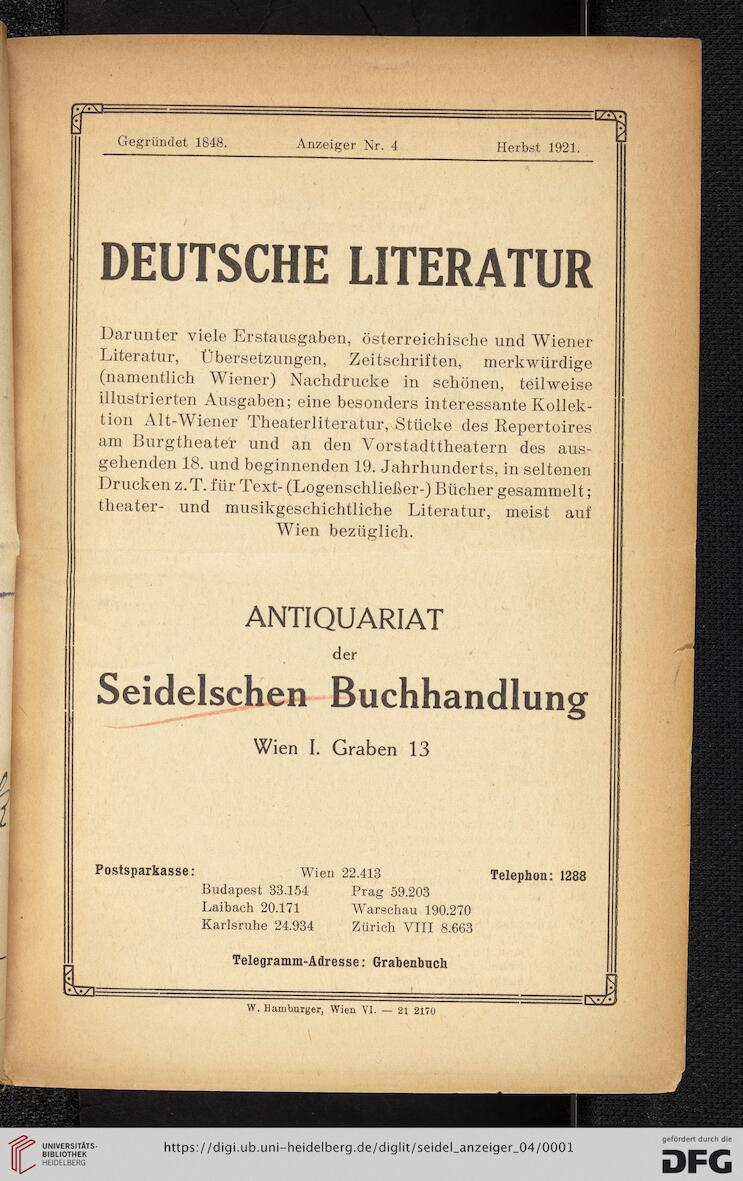 Gegründet 1848. Anzeiger Nr. 4 Herbst 1921.
DEUTSCHE LITERATUR
Darunter viele Erstausgaben, österreichische und Wiener
Literatur, Übersetzungen, Zeitschriften, merkwürdige
(namentlich Wiener) Nachdrucke in schönen, teilweise
illustrierten Ausgaben; eine besonders interessante Kollek-
tion Alt-Wiener Theaterliteratur, Stücke des Repertoires
am Burgtheater und an den Vorstadttheatern des aus-
gehenden 18. und beginnenden 19. Jahrhunderts, in seltenen
Drucken z. T. für Text- (Logenschließer-) Bücher gesammelt;
theater- und musikgeschichtliche Literatur, meist auf
Wien bezüglich.
ANTIQUARIAT
der
Seidelschen Buchhandlung
Wien I. Graben 13
Postsparkasse: Wien 22.413 Telephon: 1288
Budapest 33.154 Prag 59.203
Laibach 20.171 Warschau 190.270
Karlsruhe 24.934 Zürich VIII 8.663
Telegramm-Adresse: Grabenbuch
W. Hamburger, Wien VI. — 21 2170
UNIVERSITÄTS-
BIBLIOTHEK
HEIDELBERG
https://digi.ub.uni-heidelberg.de/diglit/seidel_anzeiger_04/0001
gefördert durch die
DFG